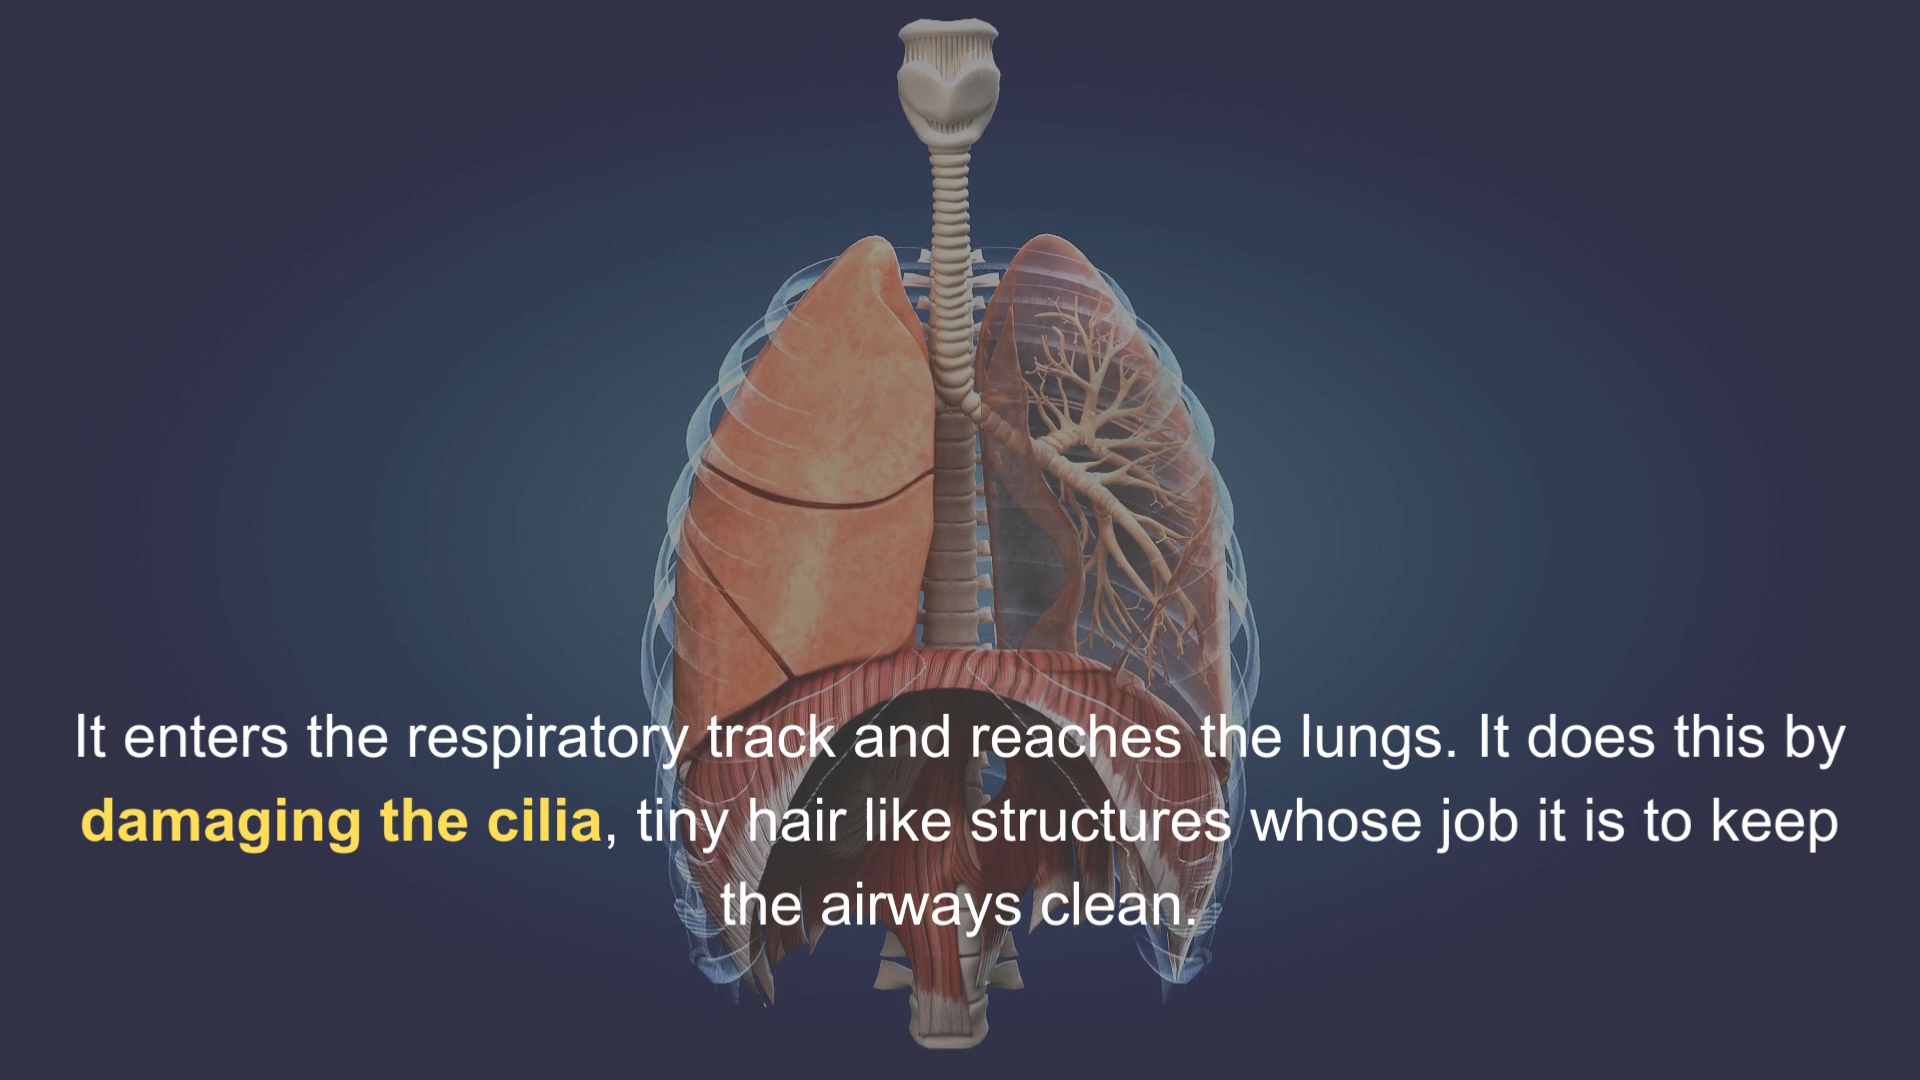 It enters the respiratory track and reaches the lungs. It does this by
damaging the cilia, tiny hair like structures whose job it is to keep
the airways clean.